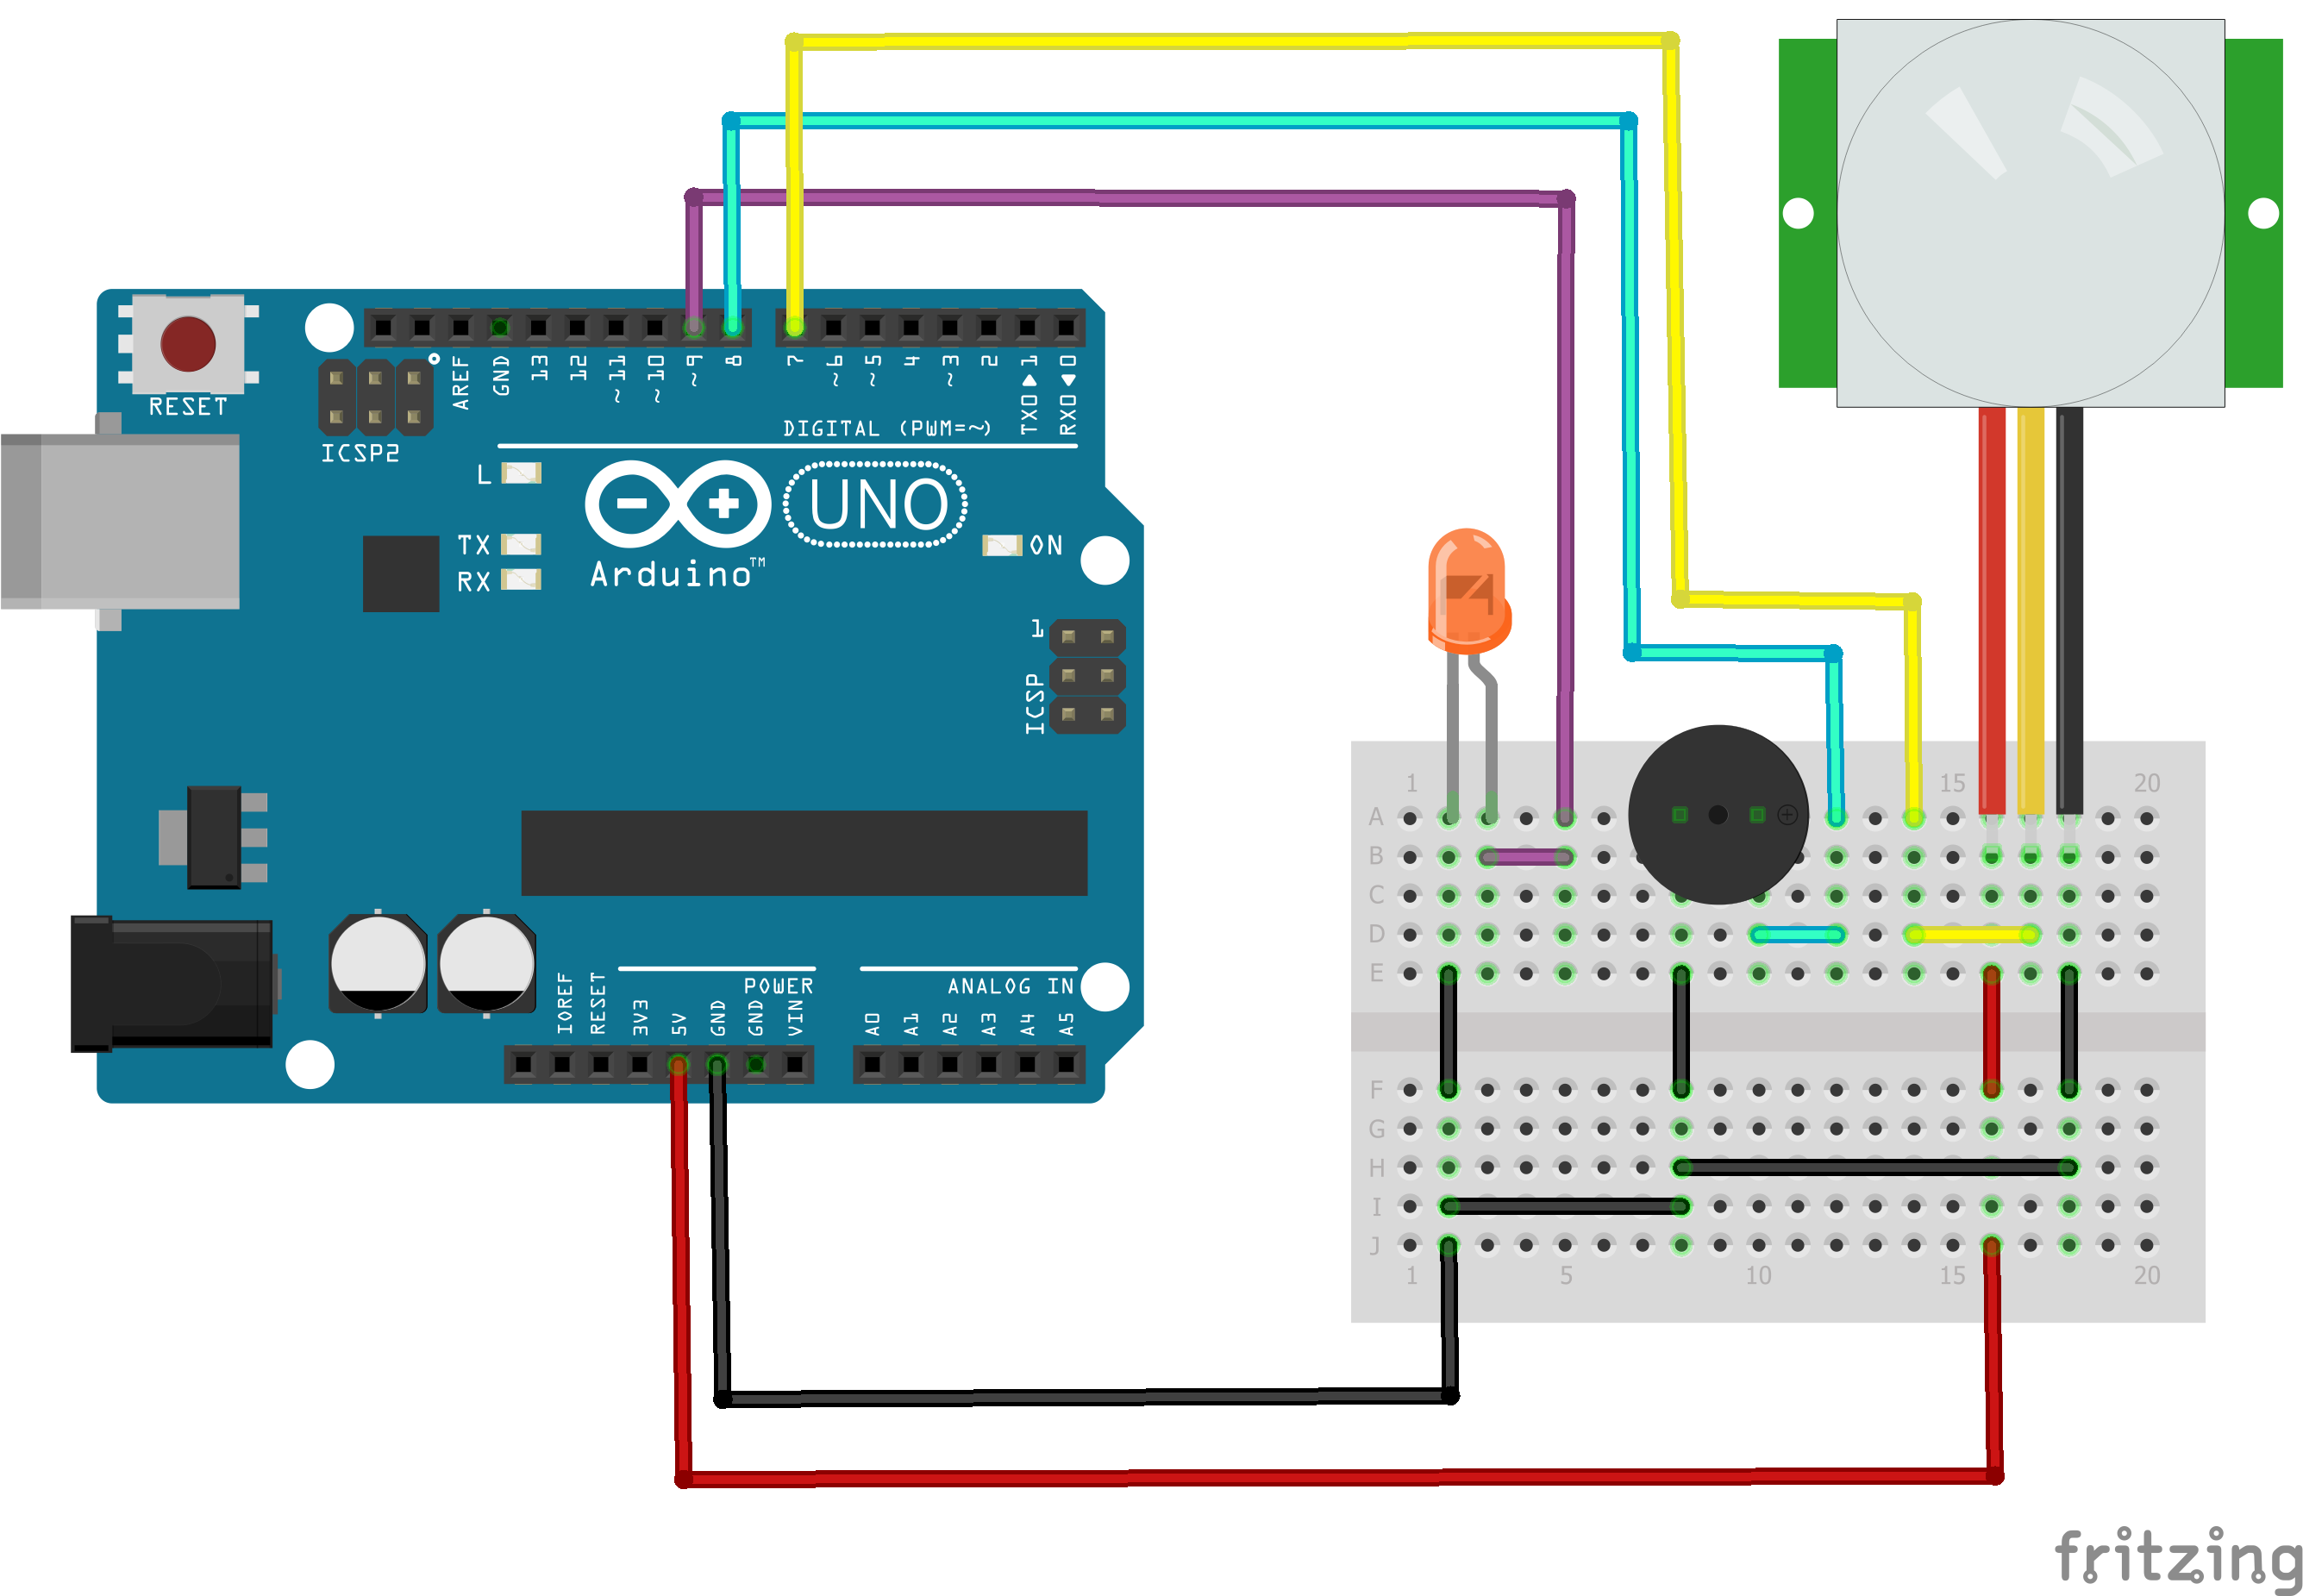 RESET
ICSP2
AREF
GND
13
12
~11
~10
~9
8
7
~6
~5
4
~3
2
TX0▶1
RX0◀0
DIGITAL (PWM=~)
L
TX
RX
Arduino™
UNO
ON
1
ICSP
IOREF
RESET
3V3
5V
GND
GND
VIN
POWER
A0
A1
A2
A3
A4
A5
ANALOG IN
1 15 20
A
B
C
D
E
F
G
H
I
J
1 5 10 15 20
fritzing